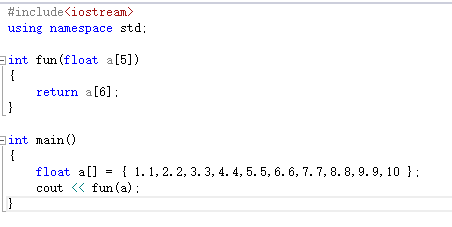 #include<iostream>
using namespace std;
int fun(float a[5])
{
    return a[6];
}
int main()
{
    float a[] = { 1.1,2.2,3.3,4.4,5.5,6.6,7.7,8.8,9.9,10 };
    cout << fun(a);
}